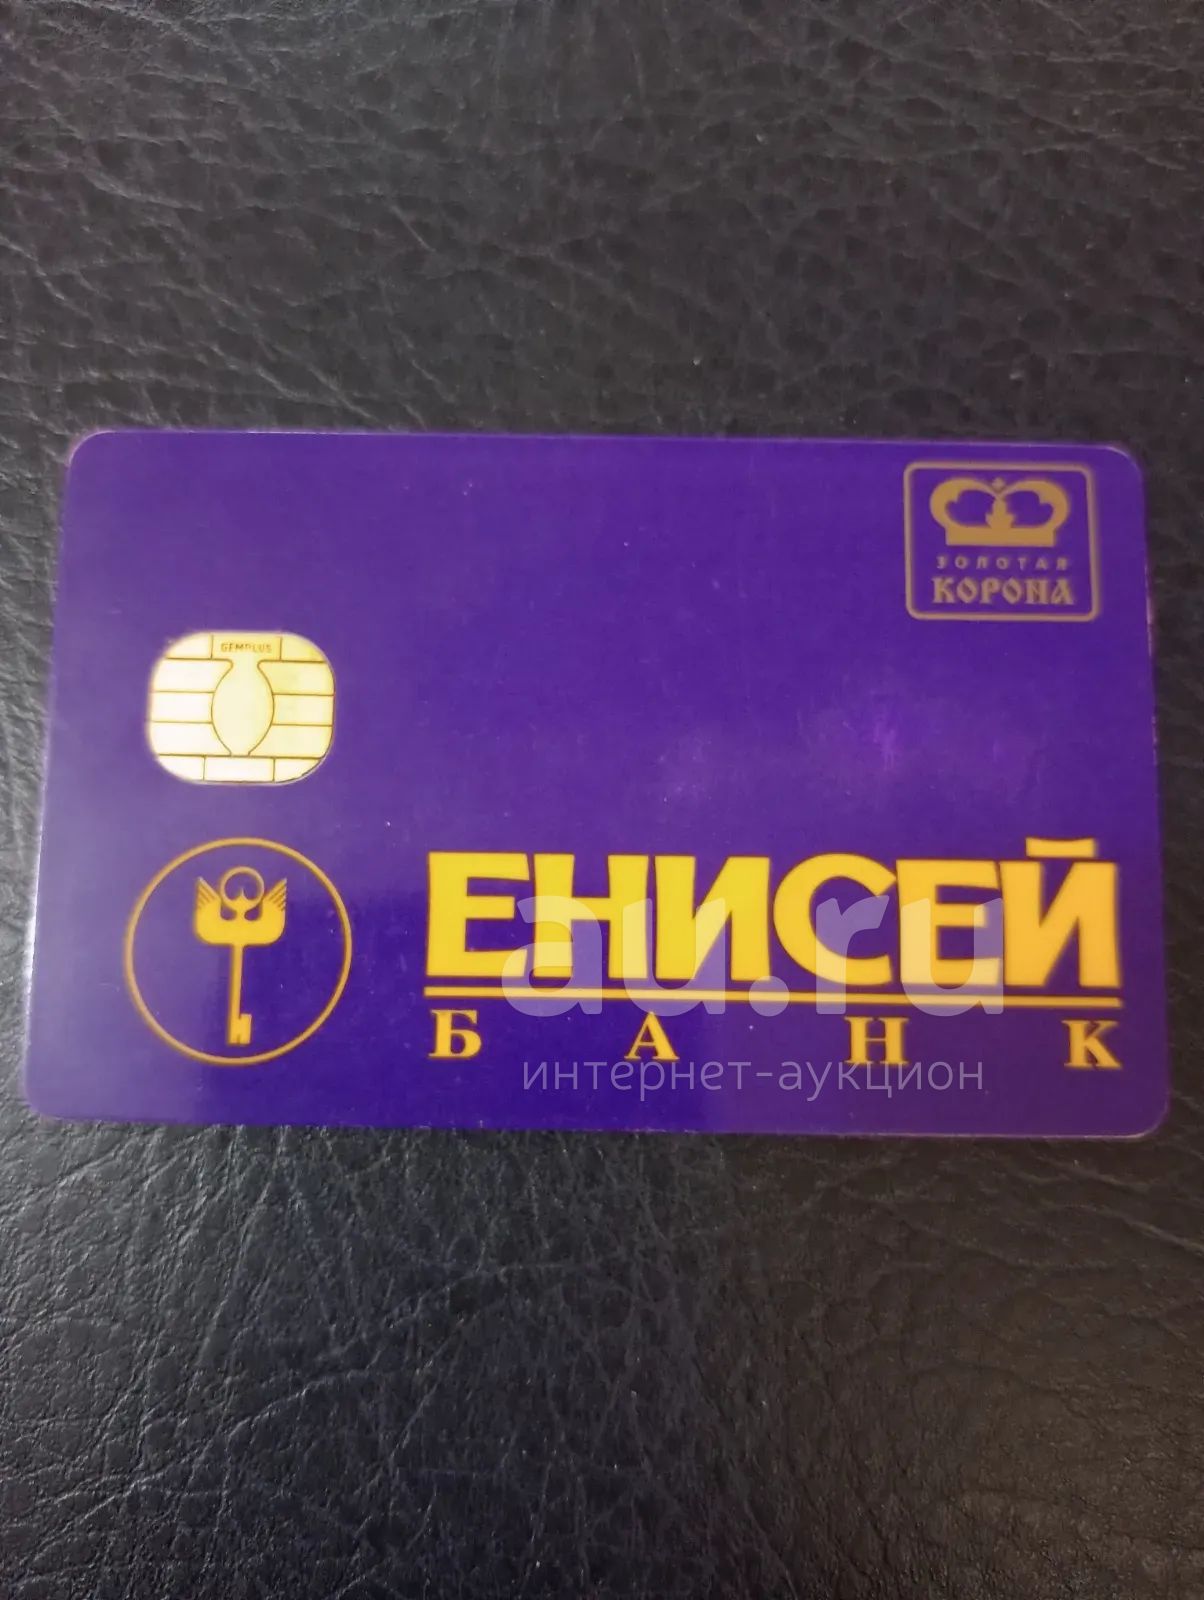 ЗОЛОТАЯ
КОРОНА
GEMPLUS
ЕНИСЕЙ
БАНК
au.ru
интернет-аукцион